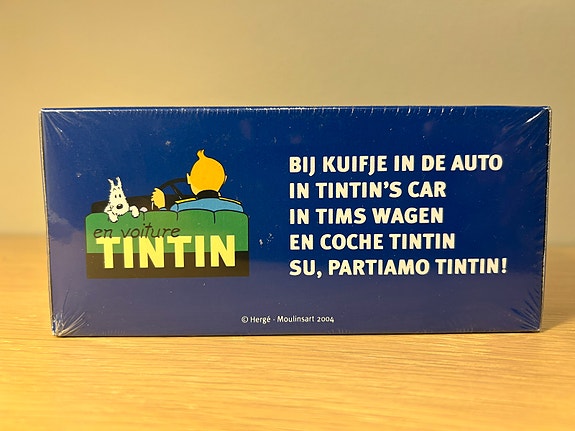 en voiture
TINTIN
BIJ KUIFJE IN DE AUTO
IN TINTIN'S CAR
IN TIMS WAGEN
EN COCHE TINTIN
SU, PARTIAMO TINTIN!
© Hergé - Moulinsart 2004